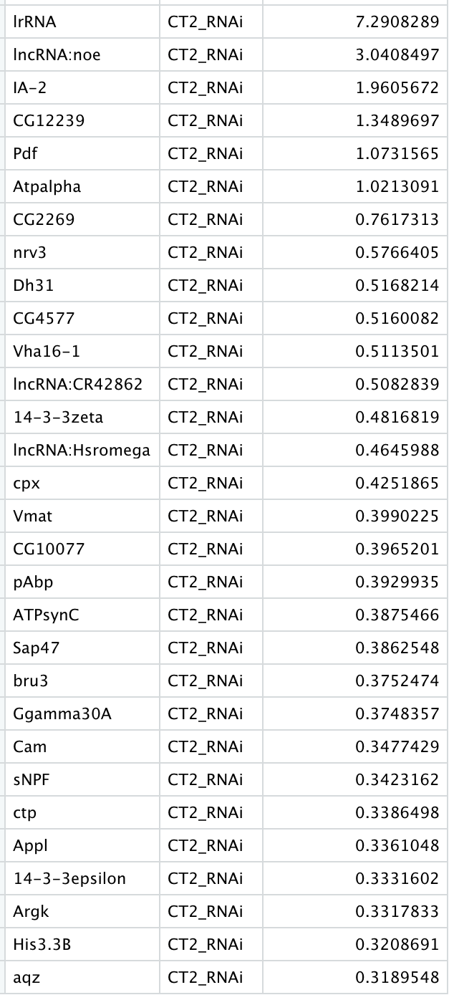 lrRNA CT2_RNAi 7.2908289
lncRNA:noe CT2_RNAi 3.0408497
IA-2 CT2_RNAi 1.9605672
CG12239 CT2_RNAi 1.3489697
Pdf CT2_RNAi 1.0731565
Atpalpha CT2_RNAi 1.0213091
CG2269 CT2_RNAi 0.7617313
nrv3 CT2_RNAi 0.5766405
Dh31 CT2_RNAi 0.5168214
CG4577 CT2_RNAi 0.5160082
Vha16-1 CT2_RNAi 0.5113501
lncRNA:CR42862 CT2_RNAi 0.5082839
14-3-3zeta CT2_RNAi 0.4816819
lncRNA:Hsromega CT2_RNAi 0.4645988
cpx CT2_RNAi 0.4251865
Vmat CT2_RNAi 0.3990225
CG10077 CT2_RNAi 0.3965201
pAbp CT2_RNAi 0.3929935
ATPsynC CT2_RNAi 0.3875466
Sap47 CT2_RNAi 0.3862548
bru3 CT2_RNAi 0.3752474
Ggamma30A CT2_RNAi 0.3748357
Cam CT2_RNAi 0.3477429
sNPF CT2_RNAi 0.3423162
ctp CT2_RNAi 0.3386498
Appl CT2_RNAi 0.3361048
14-3-3epsilon CT2_RNAi 0.3331602
Argk CT2_RNAi 0.3317833
His3.3B CT2_RNAi 0.3208691
aqz CT2_RNAi 0.3189548